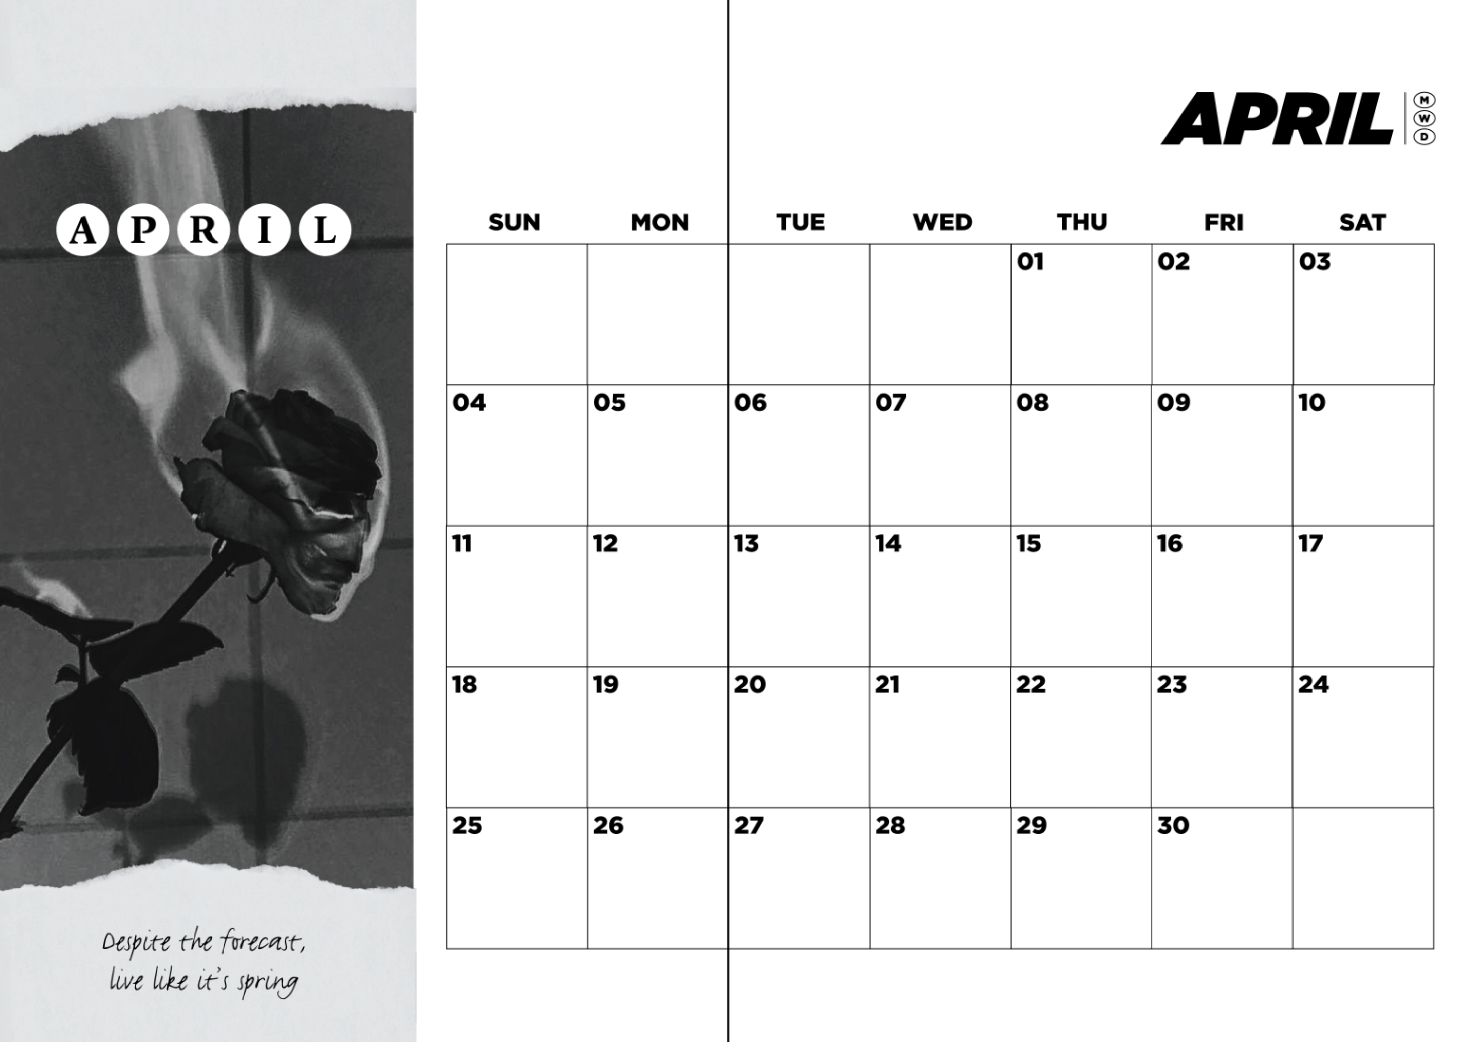 APRIL
Despite the forecast,
live like it's spring
APRIL
M
W
D
SUN MON TUE WED THU FRI SAT
01 02 03
04 05 06 07 08 09 10
11 12 13 14 15 16 17
18 19 20 21 22 23 24
25 26 27 28 29 30